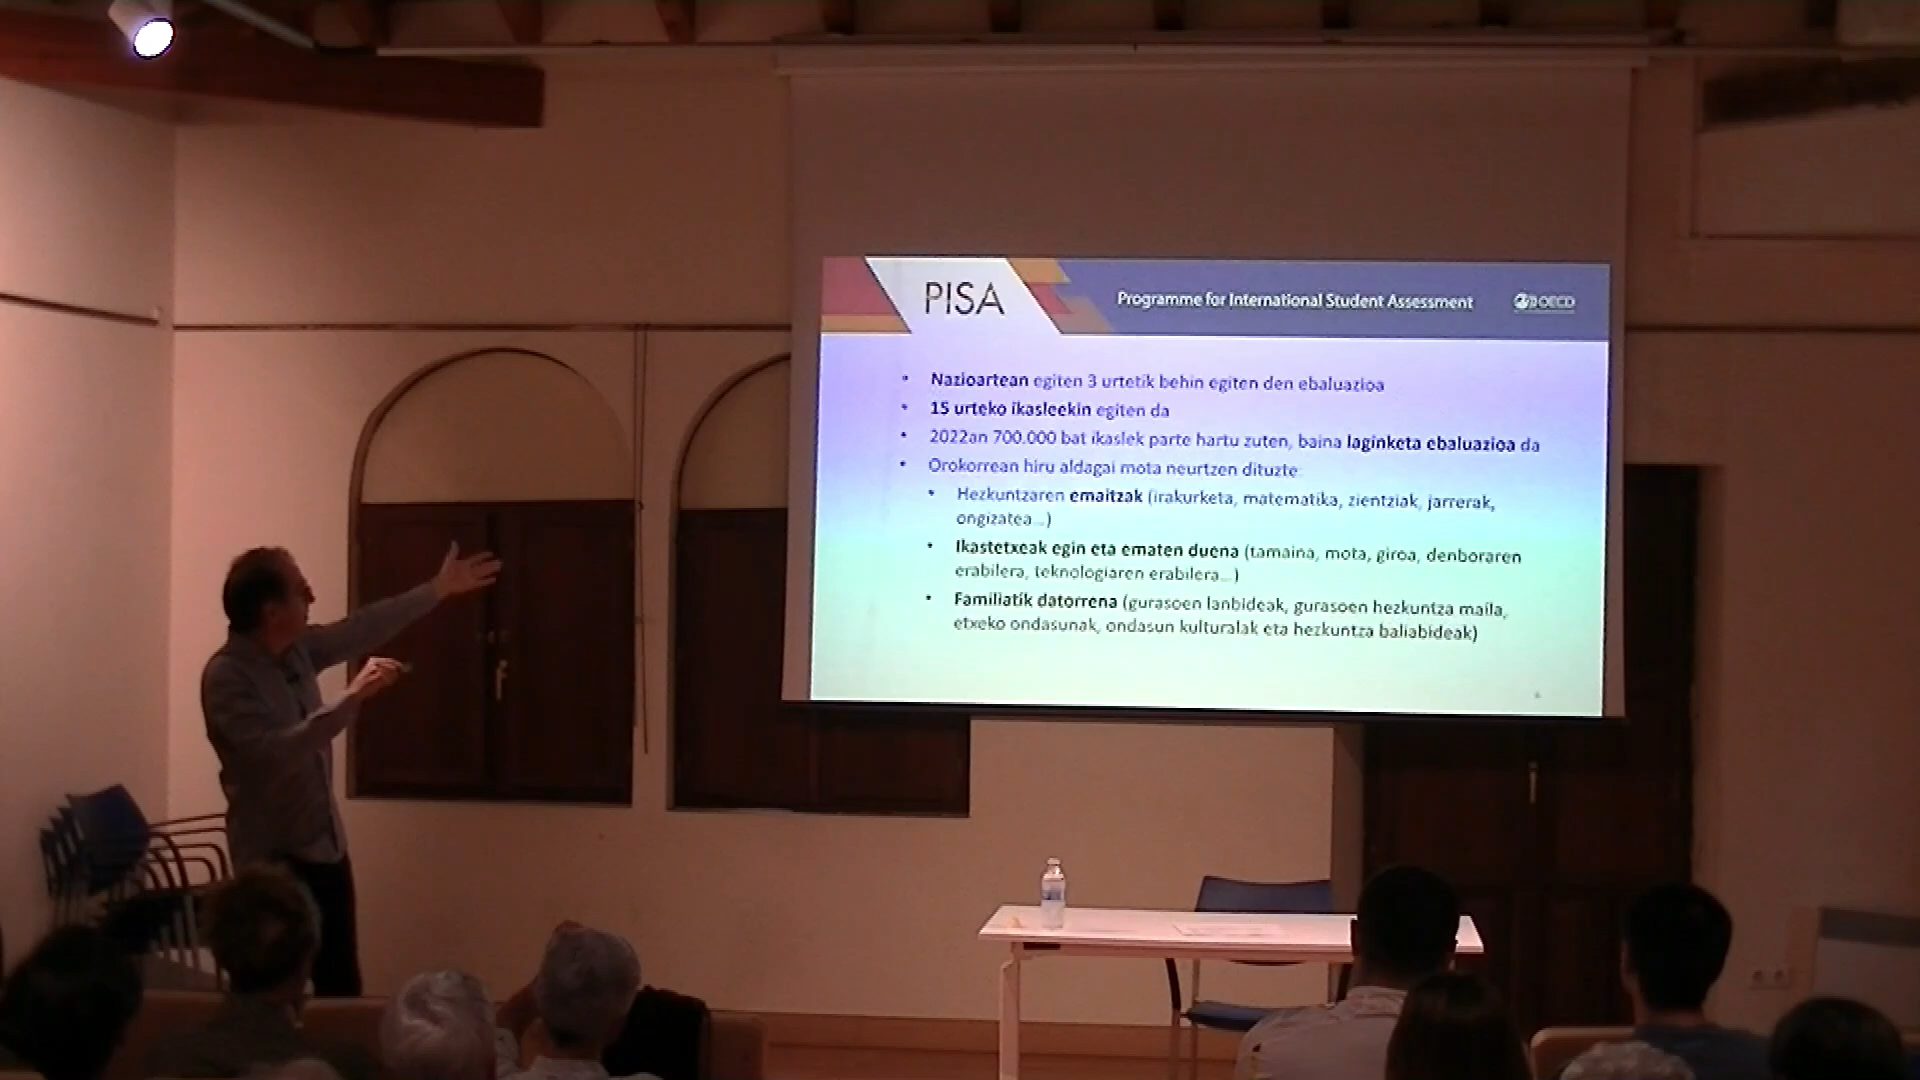 PISA
Programme for International Student Assessment
OECD
• Nazioartean egiten 3 urtetik behin egiten den ebaluazioa
• 15 urteko ikasleekin egiten da
• 2022an 700.000 bat ikaslek parte hartu zuten, baina laginketa ebaluazioa da
• Orokorrean hiru aldagai mota neurtzen dituzte:
• Hezkuntzaren emaitzak (irakurketa, matematika, zientziak, jarrerak,
ongizatea...)
• Ikastetxeak egin eta ematen duena (tamaina, mota, giroa, denboraren
erabilera, teknologiaren erabilera...)
• Familiatik datorrena (gurasoen lanbideak, gurasoen hezkuntza maila,
etxeko ondasunak, ondasun kulturalak eta hezkuntza baliabideak)